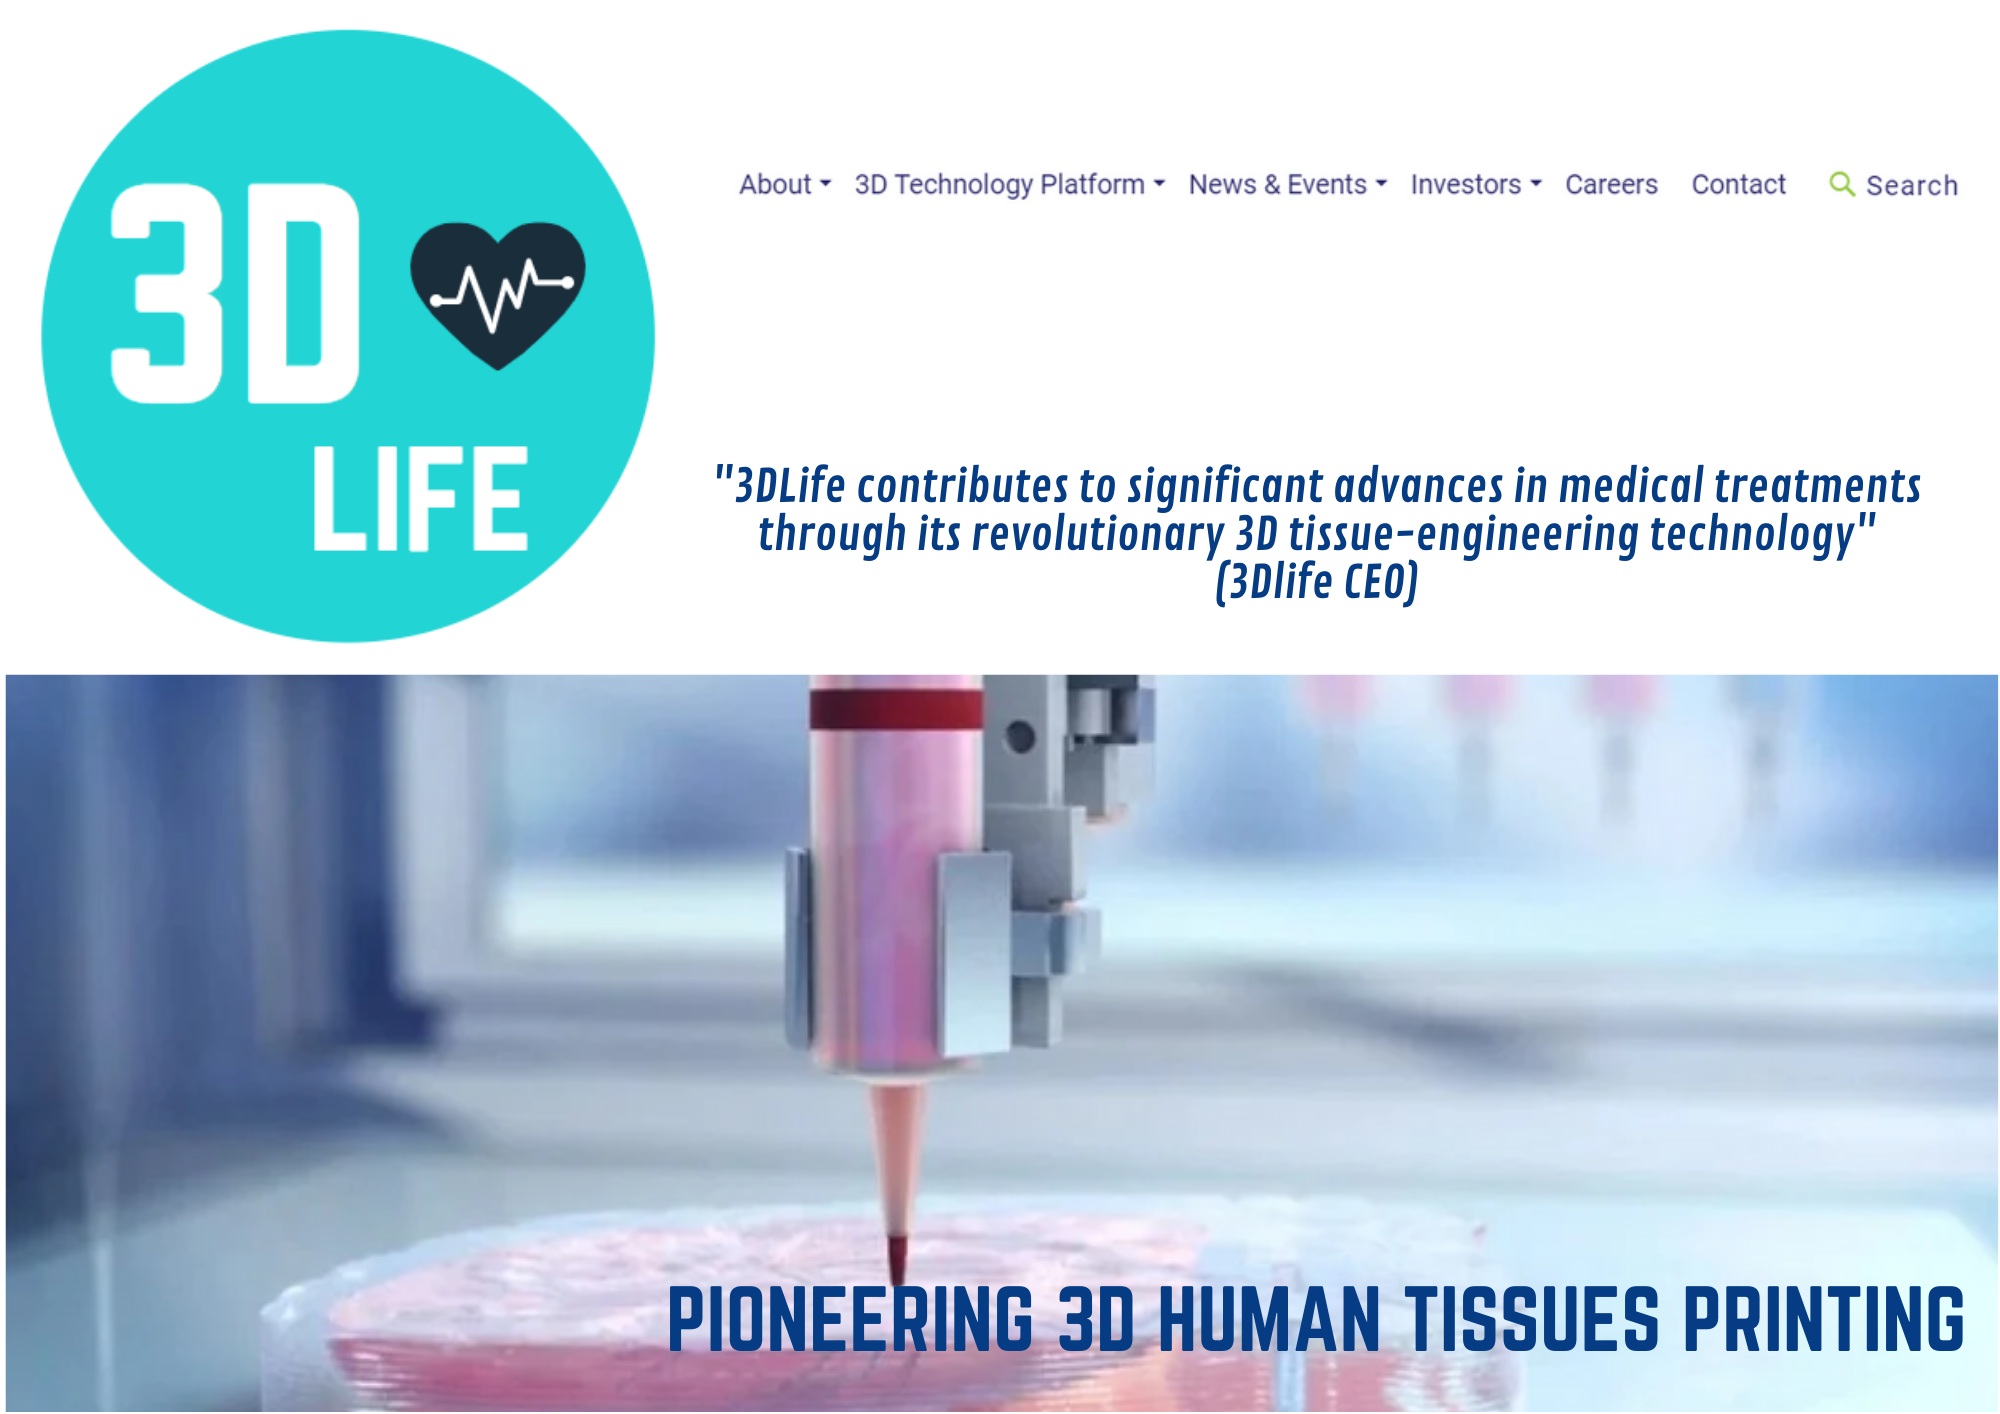 3D
LIFE
About 3D Technology Platform News & Events Investors Careers Contact Search
"3DLife contributes to significant advances in medical treatments
through its revolutionary 3D tissue-engineering technology"
(3Dlife CEO)
PIONEERING 3D HUMAN TISSUES PRINTING